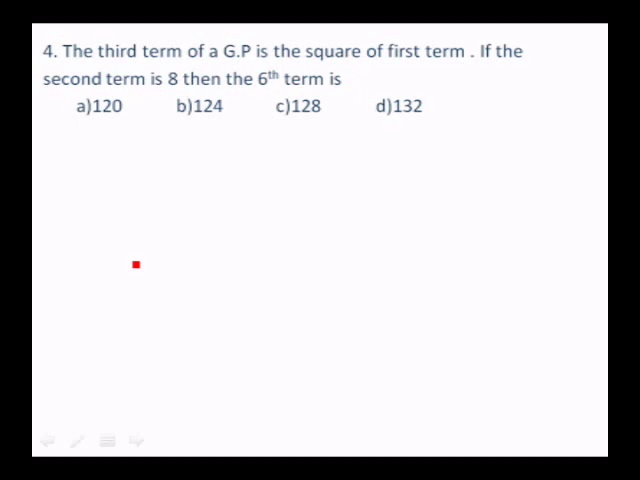 4. The third term of a G.P is the square of first term . If the
second term is 8 then the 6th term is
a)120 b)124 c)128 d)132